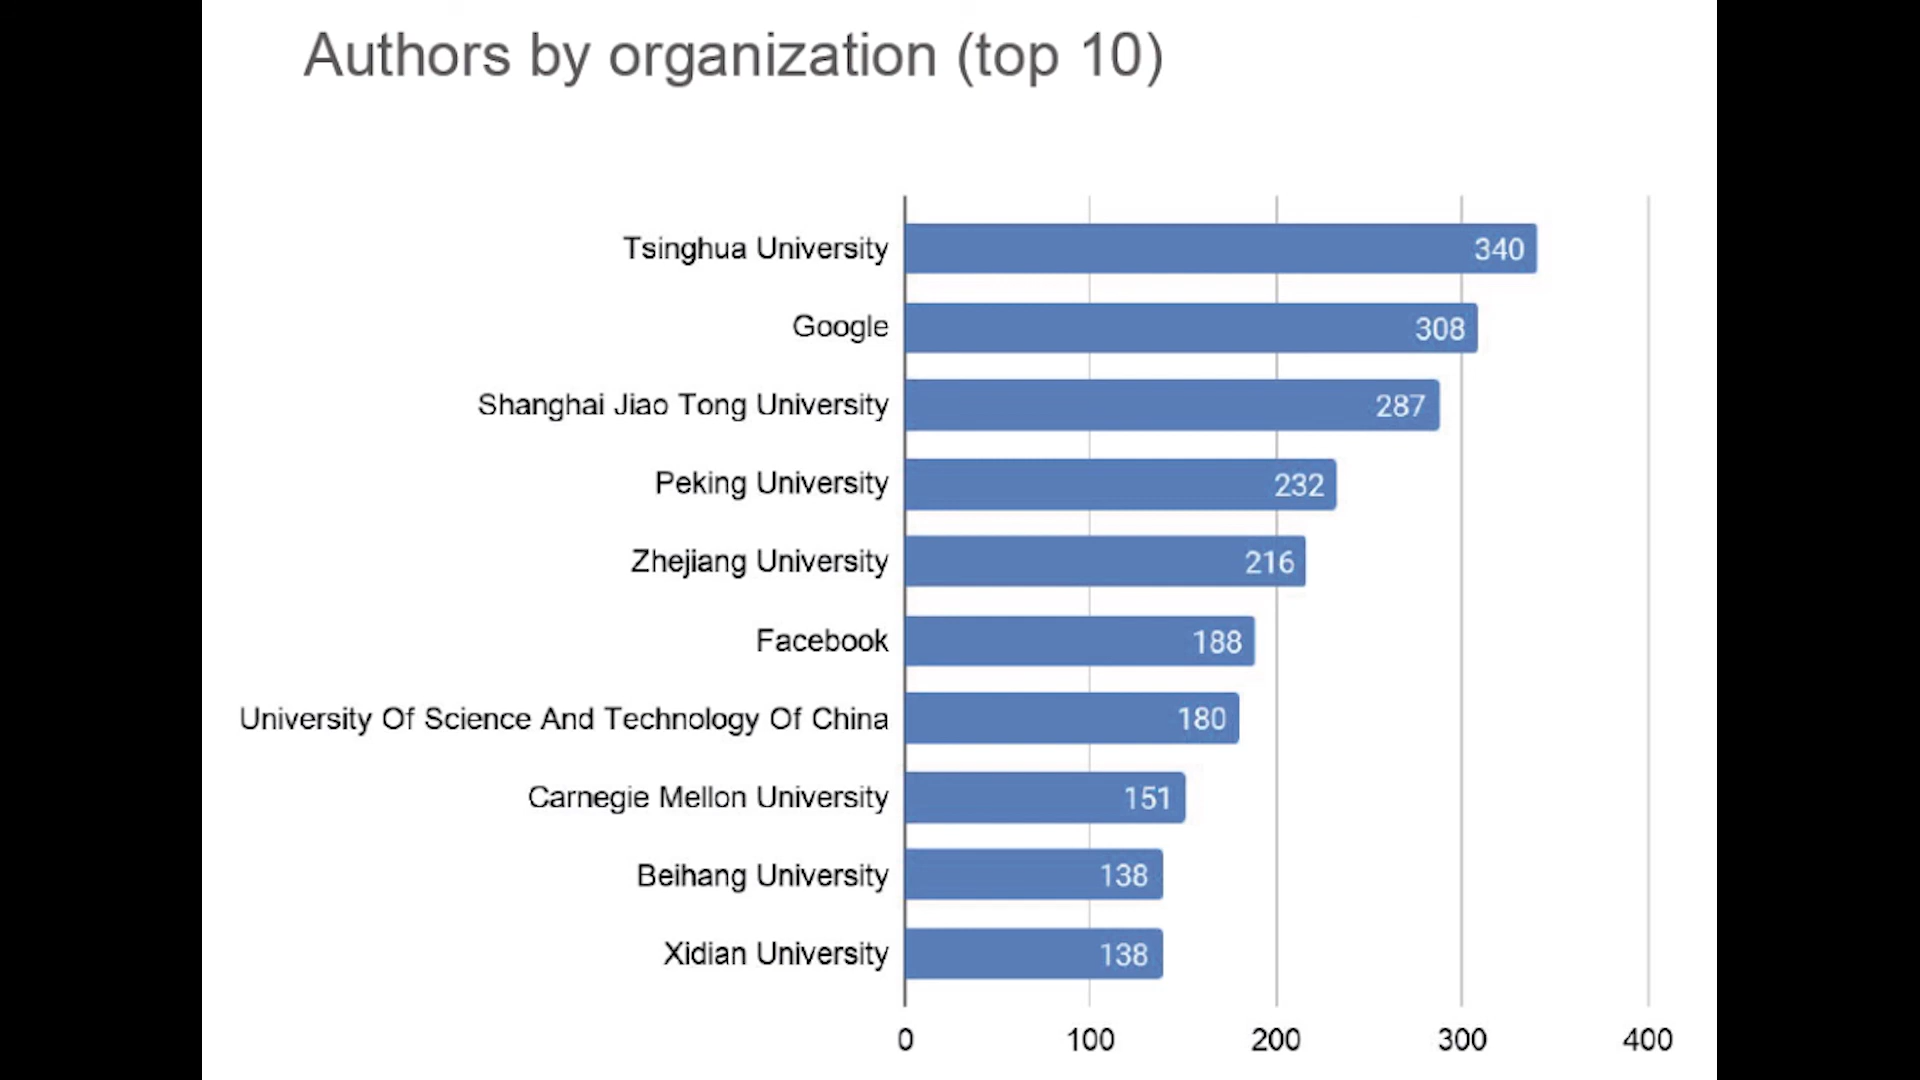 Authors by organization (top 10)
Tsinghua University 340
Google 308
Shanghai Jiao Tong University 287
Peking University 232
Zhejiang University 216
Facebook 188
University Of Science And Technology Of China 180
Carnegie Mellon University 151
Beihang University 138
Xidian University 138
0 100 200 300 400